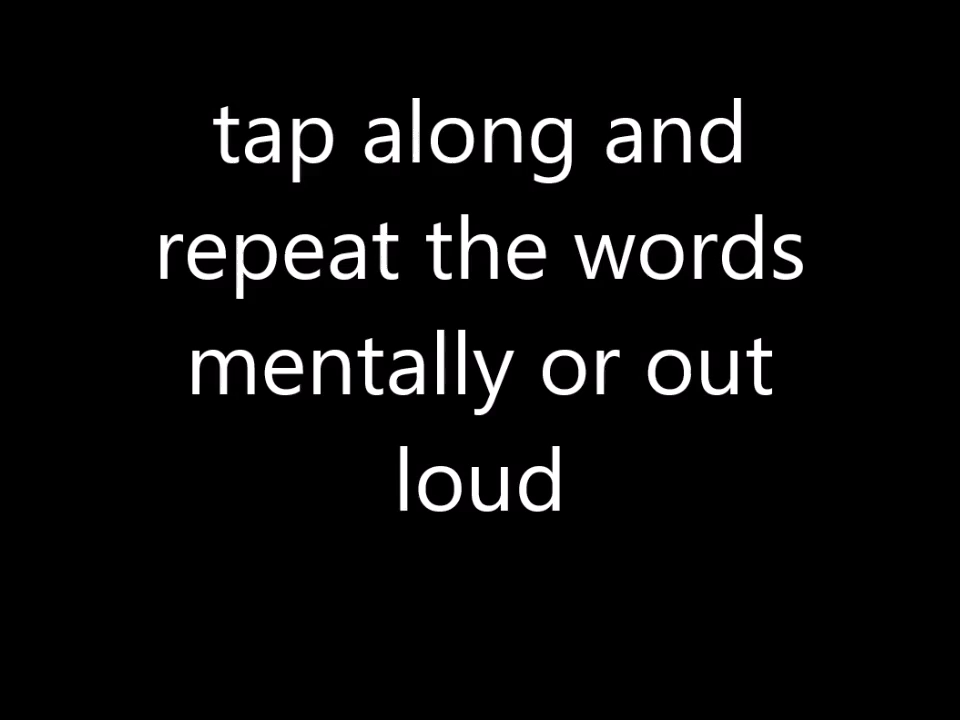 tap along and
repeat the words
mentally or out
loud